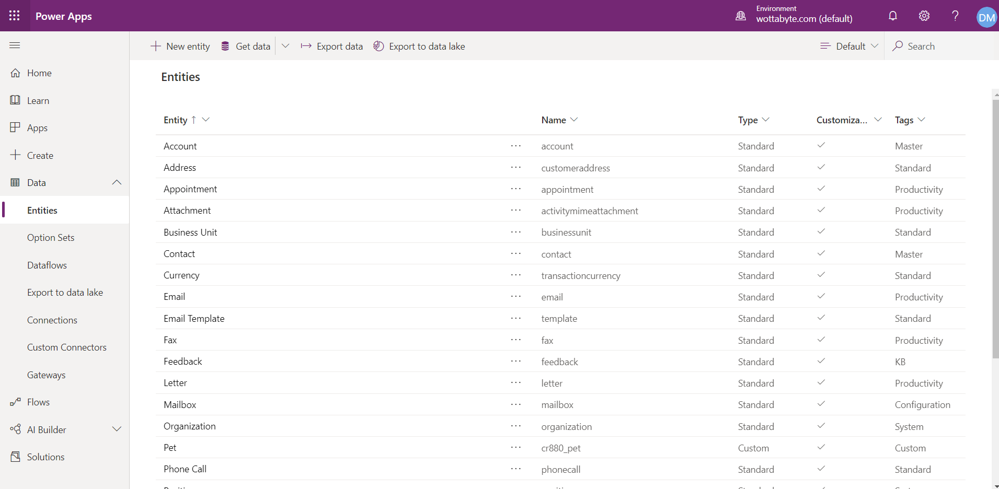 Power Apps
Environment
wottabyte.com (default)
?
DM
New entity
Get data
Export data
Export to data lake
Default
Search
Home
Learn
Apps
Create
Data
Entities
Option Sets
Dataflows
Export to data lake
Connections
Custom Connectors
Gateways
Flows
AI Builder
Solutions
Entities
Entity ↑ Name Type Customiza... Tags
Account ... account Standard ✓ Master
Address ... customeraddress Standard ✓ Standard
Appointment ... appointment Standard ✓ Productivity
Attachment ... activitymimeattachment Standard ✓ Productivity
Business Unit ... businessunit Standard ✓ Standard
Contact ... contact Standard ✓ Master
Currency ... transactioncurrency Standard ✓ Standard
Email ... email Standard ✓ Productivity
Email Template ... template Standard ✓ Standard
Fax ... fax Standard ✓ Productivity
Feedback ... feedback Standard ✓ KB
Letter ... letter Standard ✓ Productivity
Mailbox ... mailbox Standard ✓ Configuration
Organization ... organization Standard ✓ System
Pet ... cr880_pet Custom ✓ Custom
Phone Call ... phonecall Standard ✓ Standard